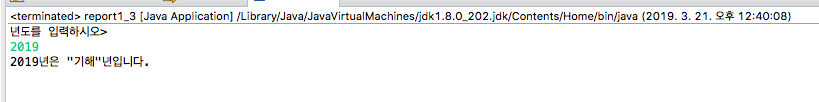 <terminated> report1_3 [Java Application] /Library/Java/JavaVirtualMachines/jdk1.8.0_202.jdk/Contents/Home/bin/java (2019. 3. 21. 오후 12:40:08)
년도를 입력하시오>
2019
2019년은 "기해"년입니다.